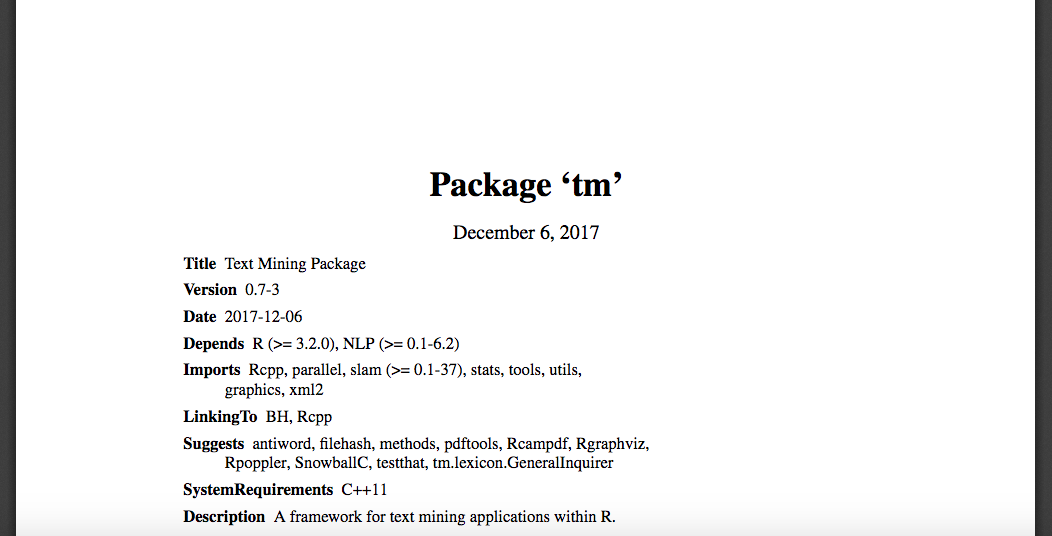 Package ‘tm’
December 6, 2017
Title Text Mining Package
Version 0.7-3
Date 2017-12-06
Depends R (>= 3.2.0), NLP (>= 0.1-6.2)
Imports Rcpp, parallel, slam (>= 0.1-37), stats, tools, utils,
graphics, xml2
LinkingTo BH, Rcpp
Suggests antiword, filehash, methods, pdftools, Rcampdf, Rgraphviz,
Rpoppler, SnowballC, testthat, tm.lexicon.GeneralInquirer
SystemRequirements C++11
Description A framework for text mining applications within R.